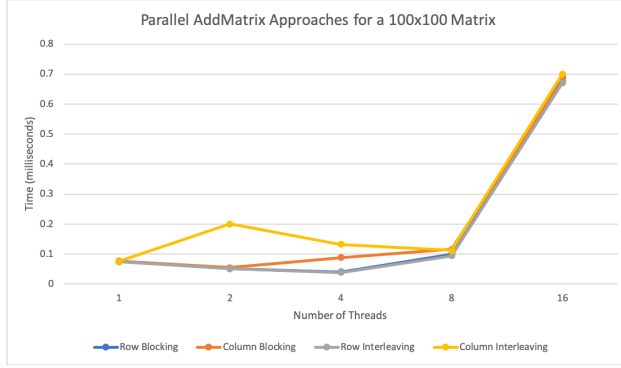 Parallel AddMatrix Approaches for a 100x100 Matrix
0.8
0.7
0.6
0.5
0.4
0.3
0.2
0.1
0
Time (milliseconds)
1 2 4 8 16
Number of Threads
Row Blocking Column Blocking Row Interleaving Column Interleaving